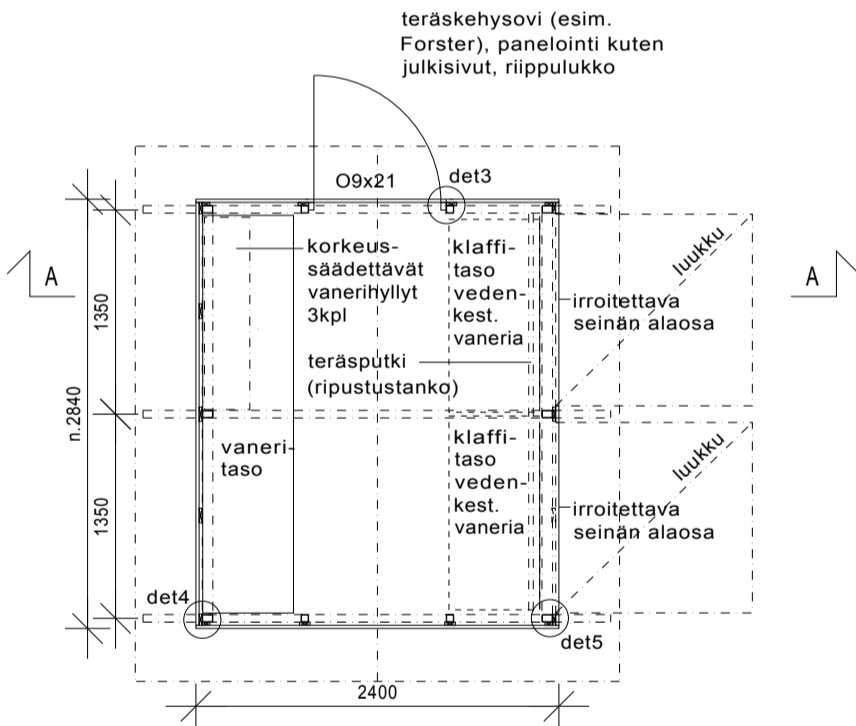 teräskehysovi (esim.
Forster), panelointi kuten
julkisivut, riippulukko
O9x21
det3
A
korkeus-
säädettävät
vanerihyllyt
3kpl
klaffi-
taso
veden-
kest.
vaneria
luukku
irroitettava
seinän alaosa
A
1350
teräsputki
(ripustustanko)
n.2840
vaneri-
taso
klaffi-
taso
veden-
kest.
vaneria
luukku
irroitettava
seinän alaosa
1350
det4
det5
2400